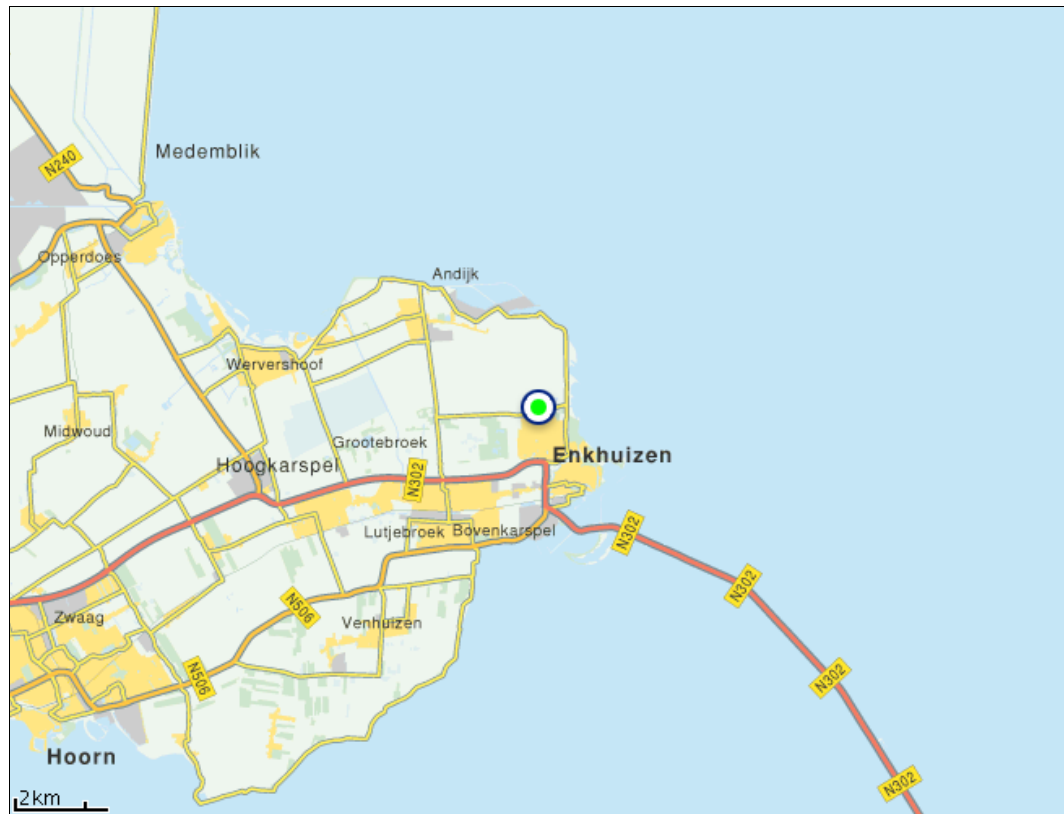 Medemblik
N240
Opperdoes
Andijk
Wervershoof
Midwoud
Grootebroek
Enkhuizen
Hoogkarspel
N302
Lutjebroek
Bovenkarspel
N302
N302
N506
Zwaag
Venhuizen
N506
N302
Hoorn
N302
2km